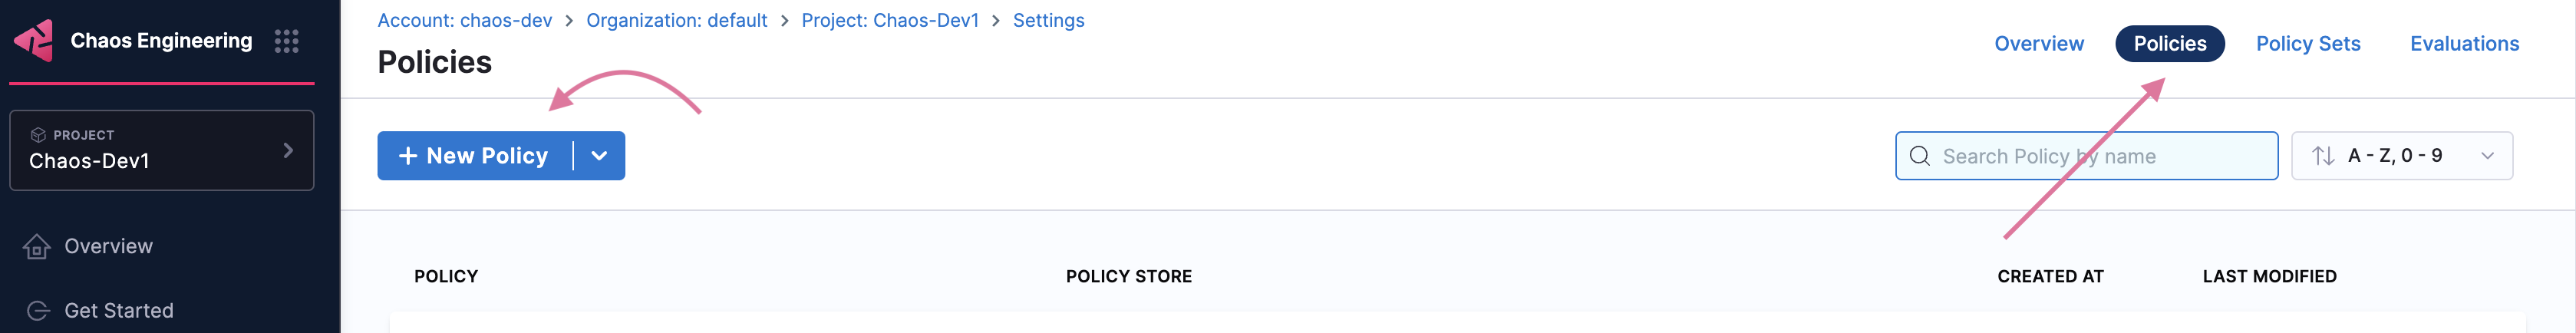 Chaos Engineering
PROJECT
Chaos-Dev1
Overview
Get Started
Account: chaos-dev > Organization: default > Project: Chaos-Dev1 > Settings
Policies
Overview Policies Policy Sets Evaluations
+ New Policy
Search Policy by name
A - Z, 0 - 9
POLICY POLICY STORE CREATED AT LAST MODIFIED